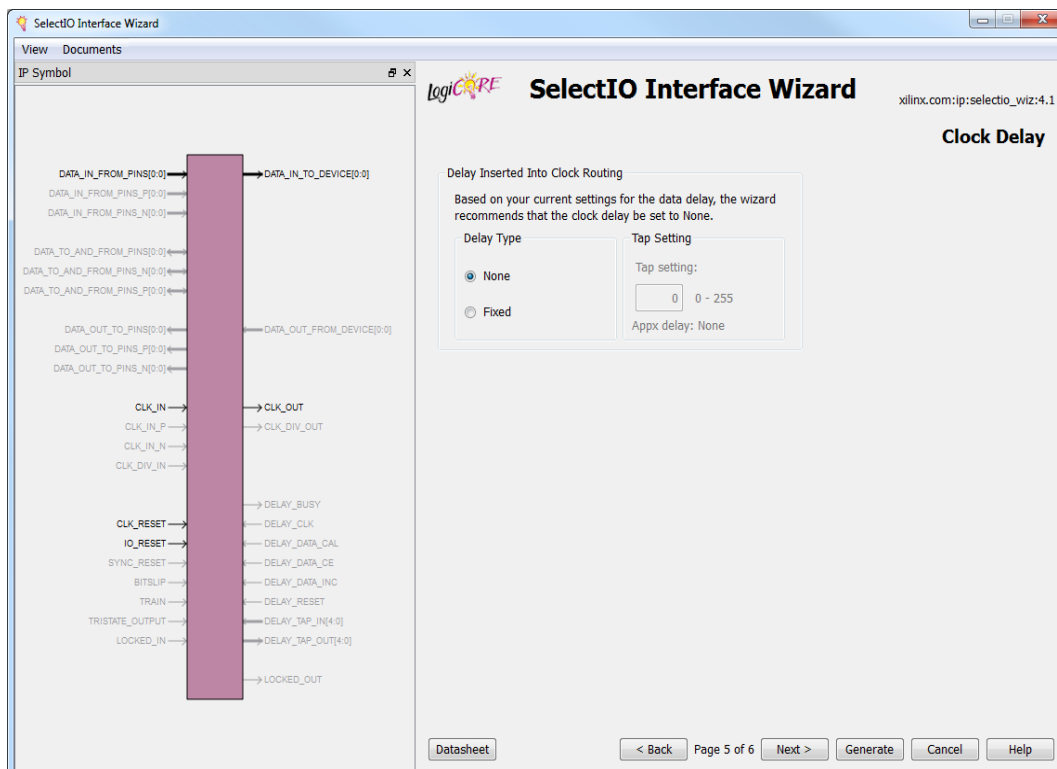 SelectIO Interface Wizard
View Documents
IP Symbol
DATA_IN_FROM_PINS[0:0] DATA_IN_TO_DEVICE[0:0]
DATA_IN_FROM_PINS_P[0:0]
DATA_IN_FROM_PINS_N[0:0]
DATA_TO_AND_FROM_PINS[0:0]
DATA_TO_AND_FROM_PINS_N[0:0]
DATA_TO_AND_FROM_PINS_P[0:0]
DATA_OUT_TO_PINS[0:0] DATA_OUT_FROM_DEVICE[0:0]
DATA_OUT_TO_PINS_P[0:0]
DATA_OUT_TO_PINS_N[0:0]
CLK_IN CLK_OUT
CLK_IN_P CLK_DIV_OUT
CLK_IN_N
CLK_DIV_IN
DELAY_BUSY
CLK_RESET DELAY_CLK
IO_RESET DELAY_DATA_CAL
SYNC_RESET DELAY_DATA_CE
BITSLIP DELAY_DATA_INC
TRAIN DELAY_RESET
TRISTATE_OUTPUT DELAY_TAP_IN[4:0]
LOCKED_IN DELAY_TAP_OUT[4:0]
LOCKED_OUT
LogiCORE SelectIO Interface Wizard xilinx.com:ip:selectio_wiz:4.1
Clock Delay
Delay Inserted Into Clock Routing
Based on your current settings for the data delay, the wizard
recommends that the clock delay be set to None.
Delay Type Tap Setting
None Tap setting:
0 0 - 255
Fixed
Appx delay: None
Datasheet < Back Page 5 of 6 Next > Generate Cancel Help